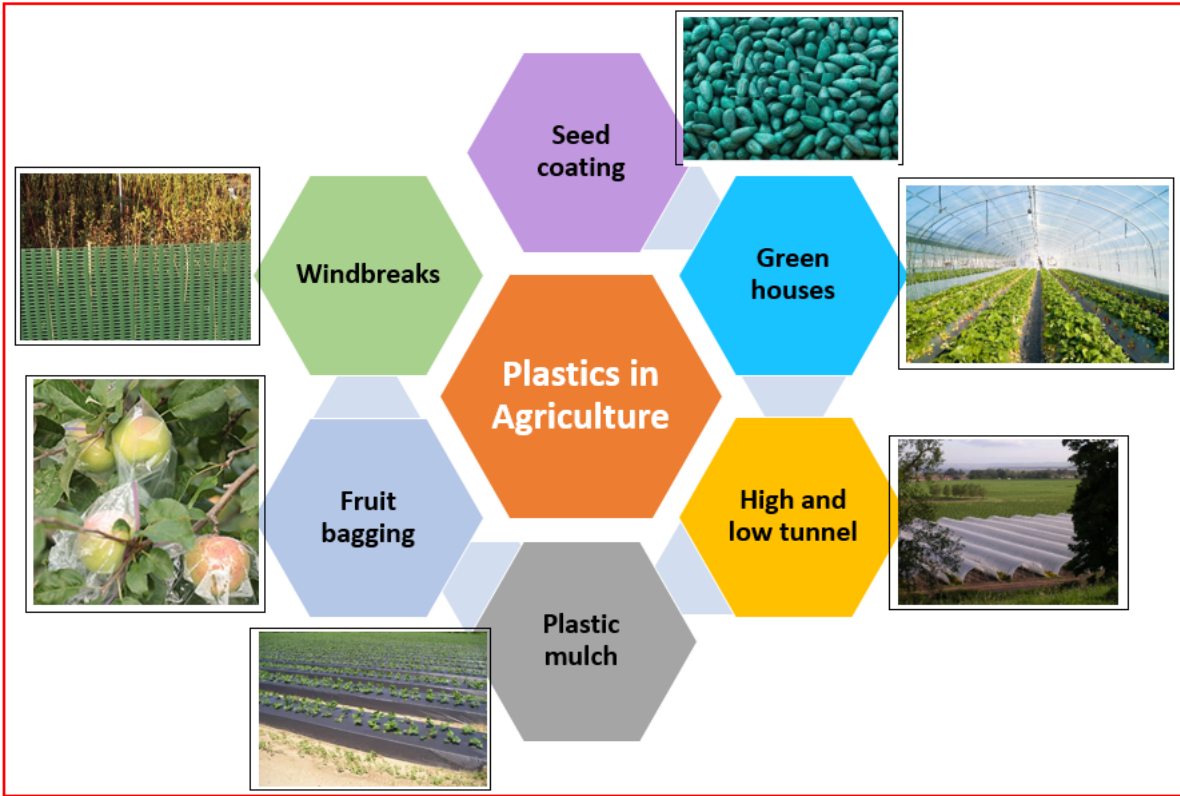 Seed
coating
Windbreaks
Green
houses
Plastics in
Agriculture
Fruit
bagging
High and
low tunnel
Plastic
mulch